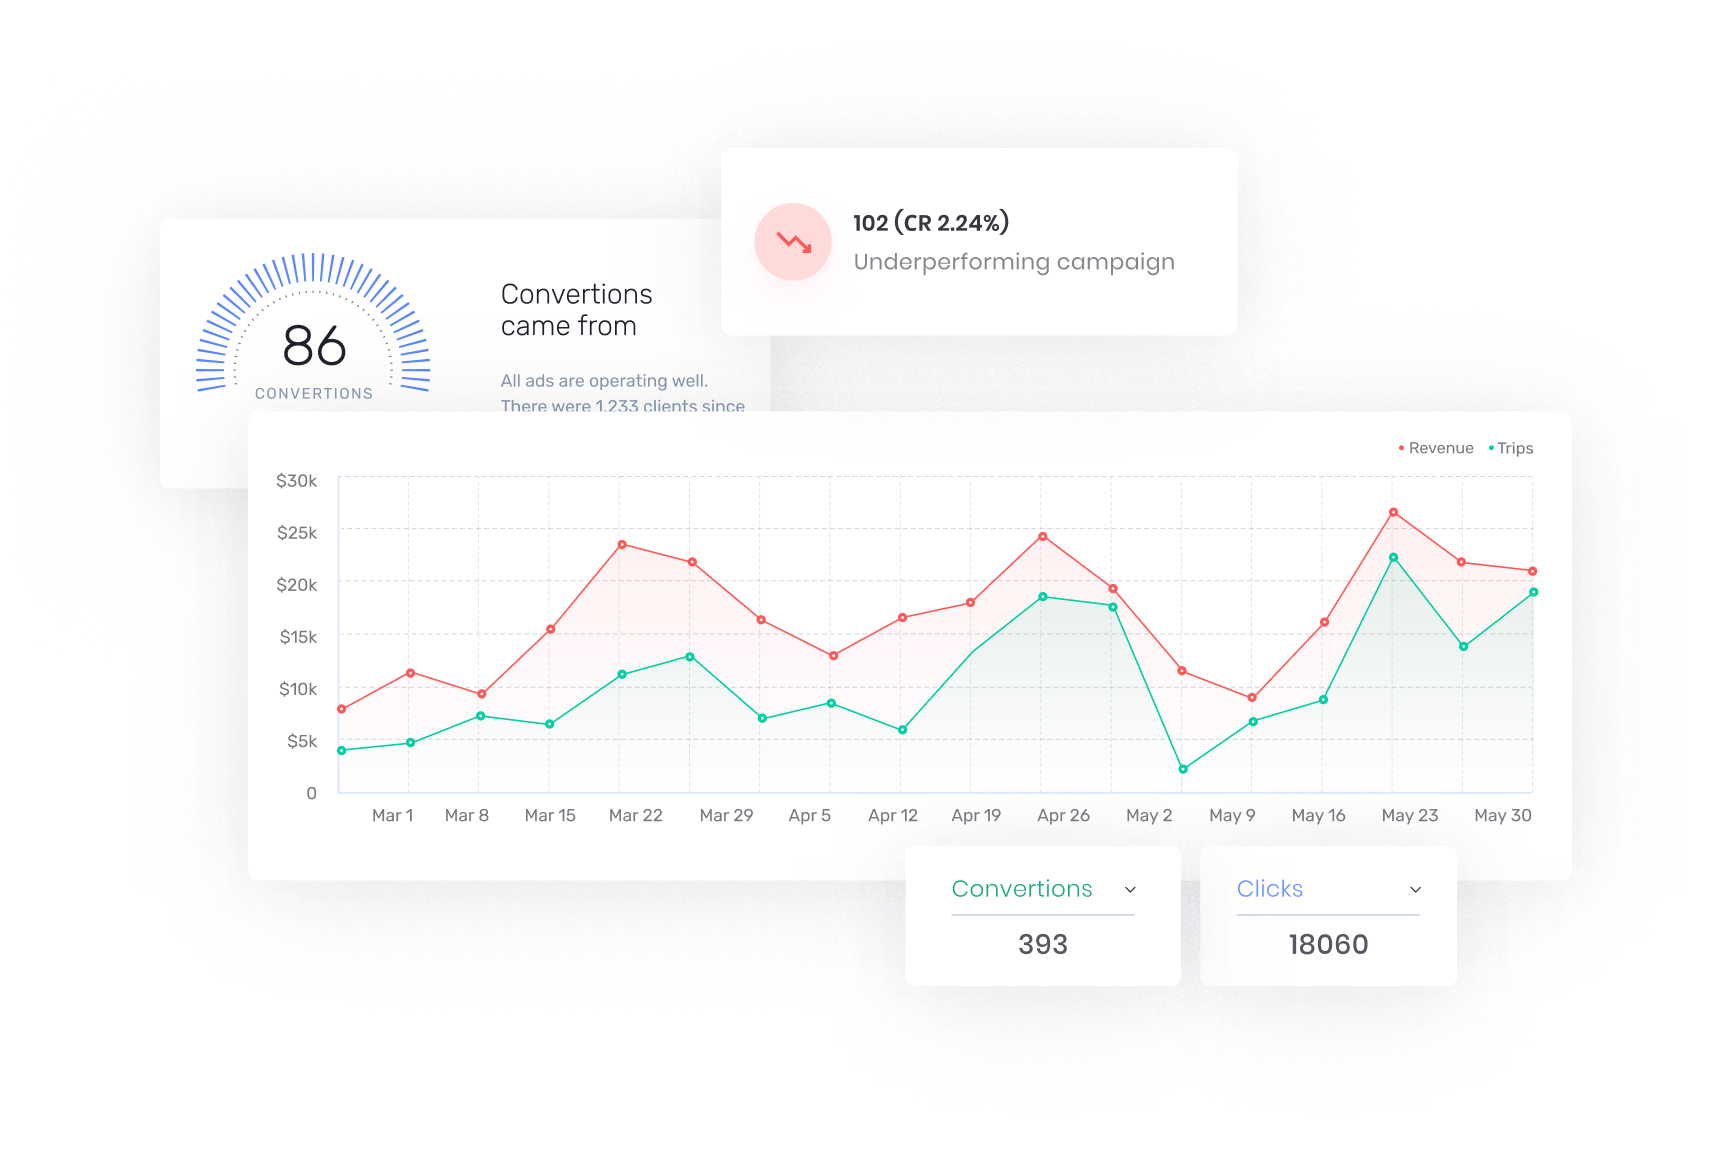 102 (CR 2.24%)
Underperforming campaign
86
CONVERTIONS
Convertions
came from
All ads are operating well.
There were 1,233 clients since
Revenue
Trips
$30k
$25k
$20k
$15k
$10k
$5k
0
Mar 1
Mar 8
Mar 15
Mar 22
Mar 29
Apr 5
Apr 12
Apr 19
Apr 26
May 2
May 9
May 16
May 23
May 30
Convertions
393
Clicks
18060